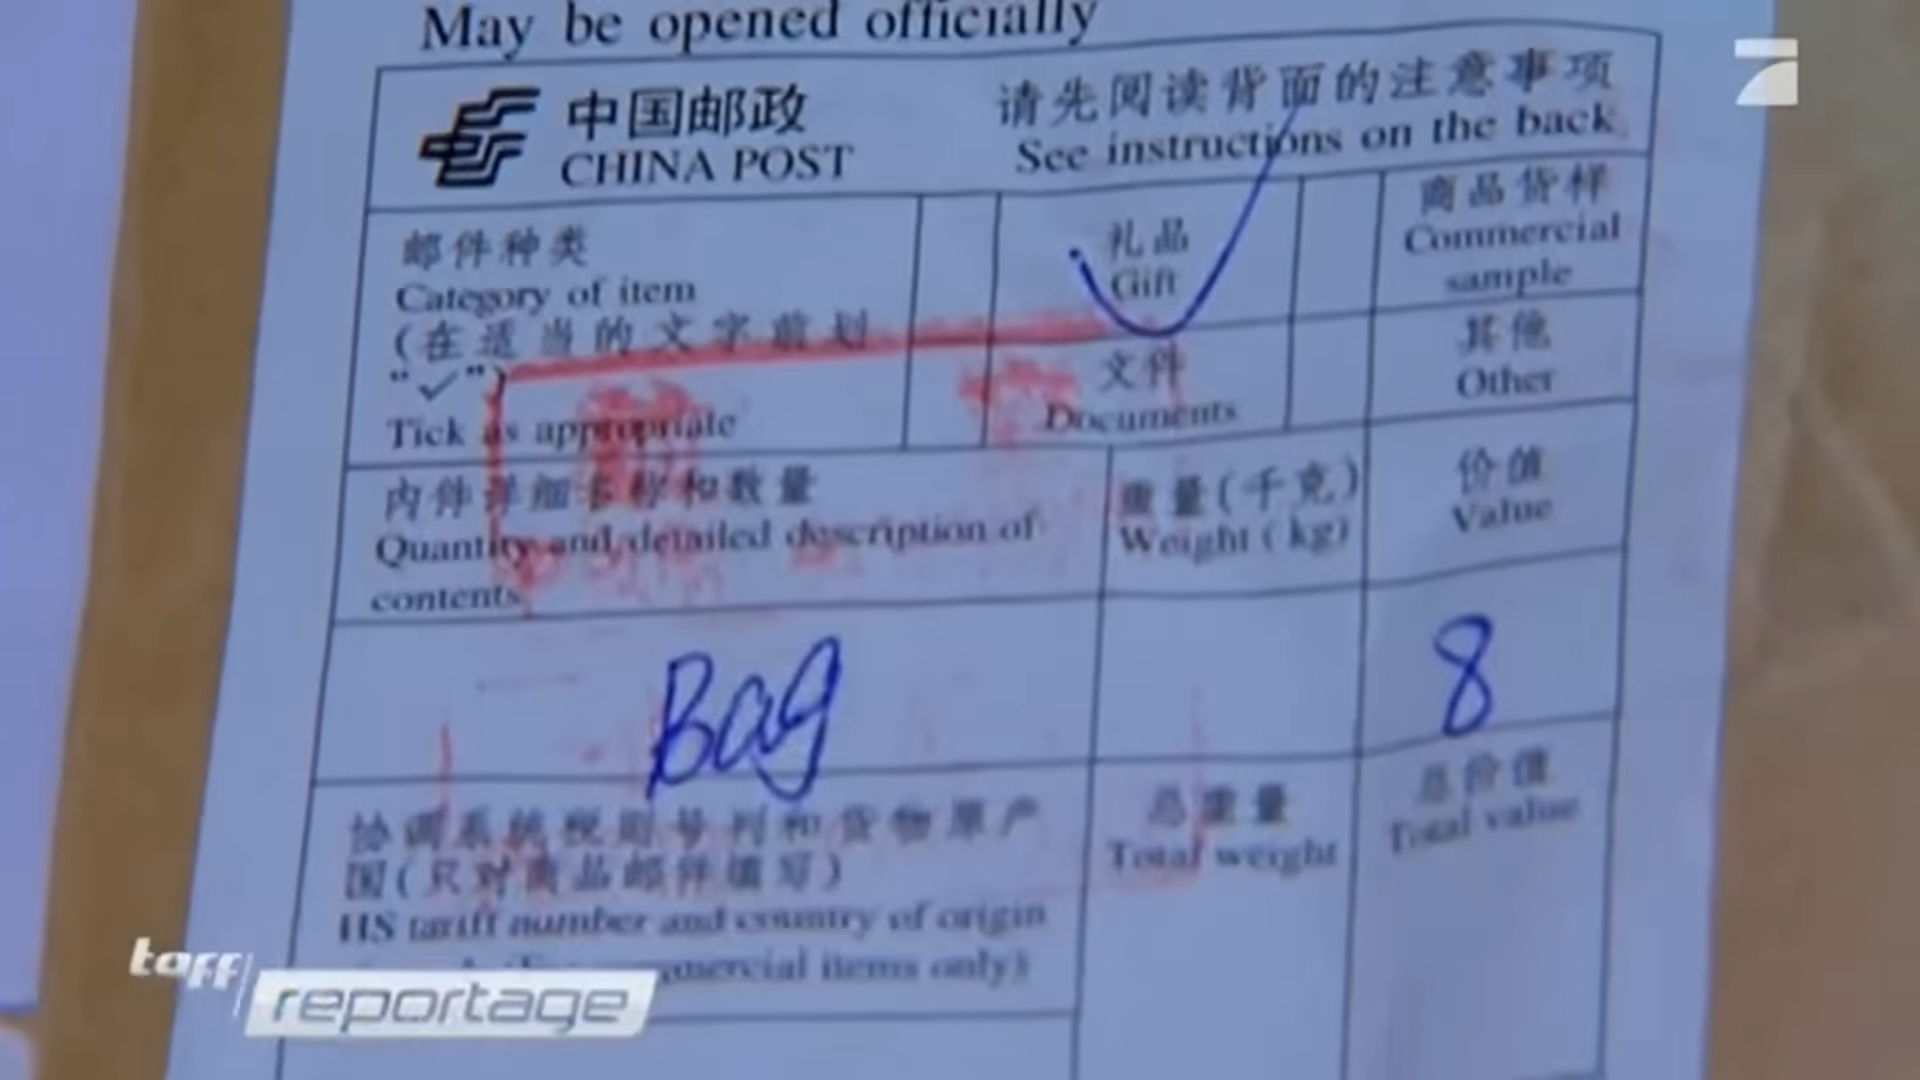 May be opened officially
中国邮政
CHINA POST
请先阅读背面的注意事项
See instructions on the back
邮件种类
Category of item
(在适当的文字前划
“✓”)
Tick as appropriate
礼品
Gift
商品货样
Commercial
sample
文件
Documents
其他
Other
内件详细名称和数量
Quantity and detailed description of
contents
重量(千克)
Weight (kg)
价值
Value
Bag
8
协调系统税则号列和货物原产
国(只对商品邮件填写)
HS tariff number and country of origin
commercial items only)
总重量
Total weight
总价值
Total value
taff
reportage